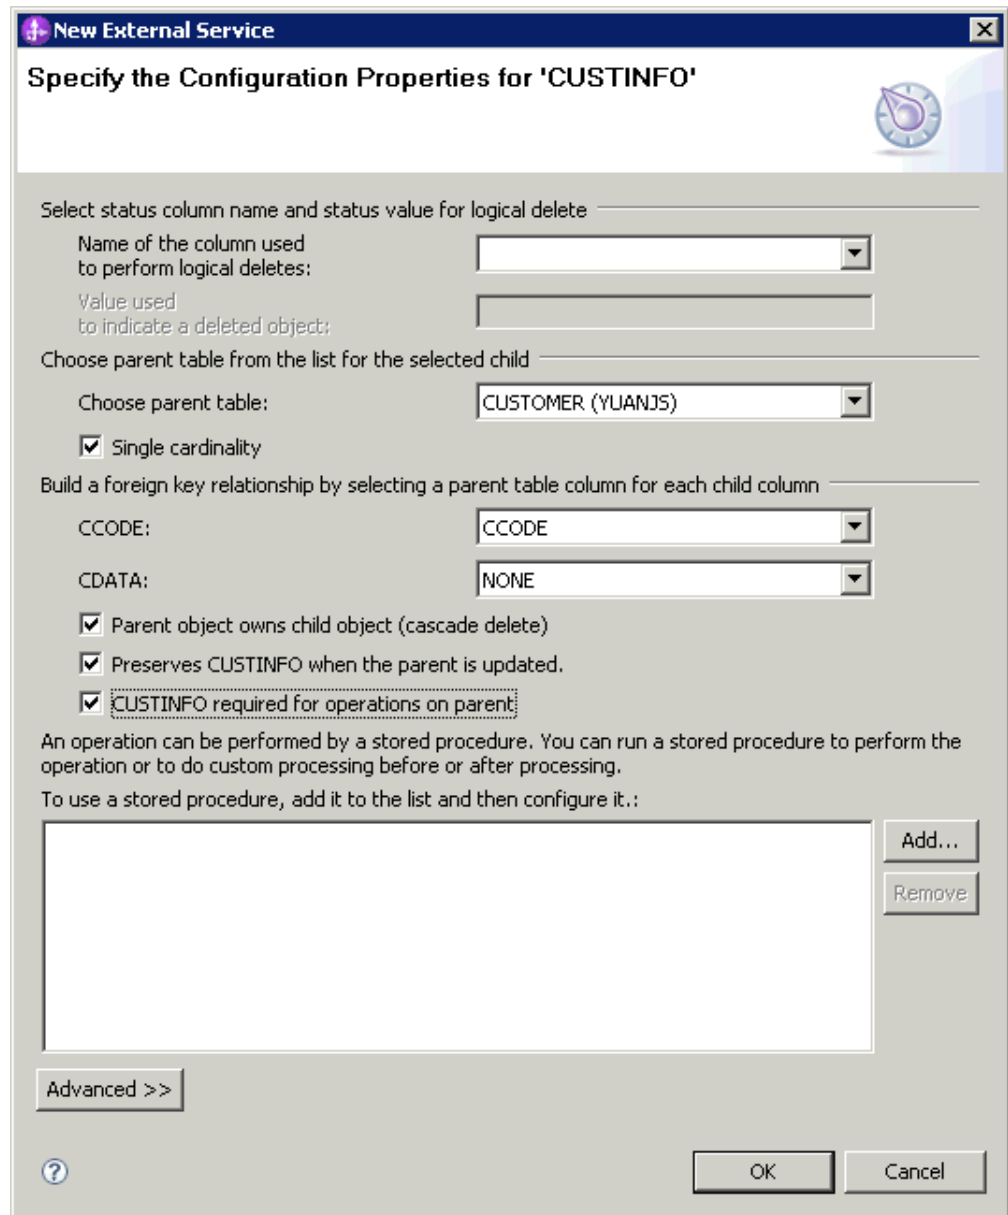 New External Service
Specify the Configuration Properties for 'CUSTINFO'
Select status column name and status value for logical delete
Name of the column used
to perform logical deletes:
Value used
to indicate a deleted object:
Choose parent table from the list for the selected child
Choose parent table:
CUSTOMER (YUANJS)
Single cardinality
Build a foreign key relationship by selecting a parent table column for each child column
CCODE:
CCODE
CDATA:
NONE
Parent object owns child object (cascade delete)
Preserves CUSTINFO when the parent is updated.
CUSTINFO required for operations on parent
An operation can be performed by a stored procedure. You can run a stored procedure to perform the
operation or to do custom processing before or after processing.
To use a stored procedure, add it to the list and then configure it.:
Add...
Remove
Advanced >>
?
OK
Cancel